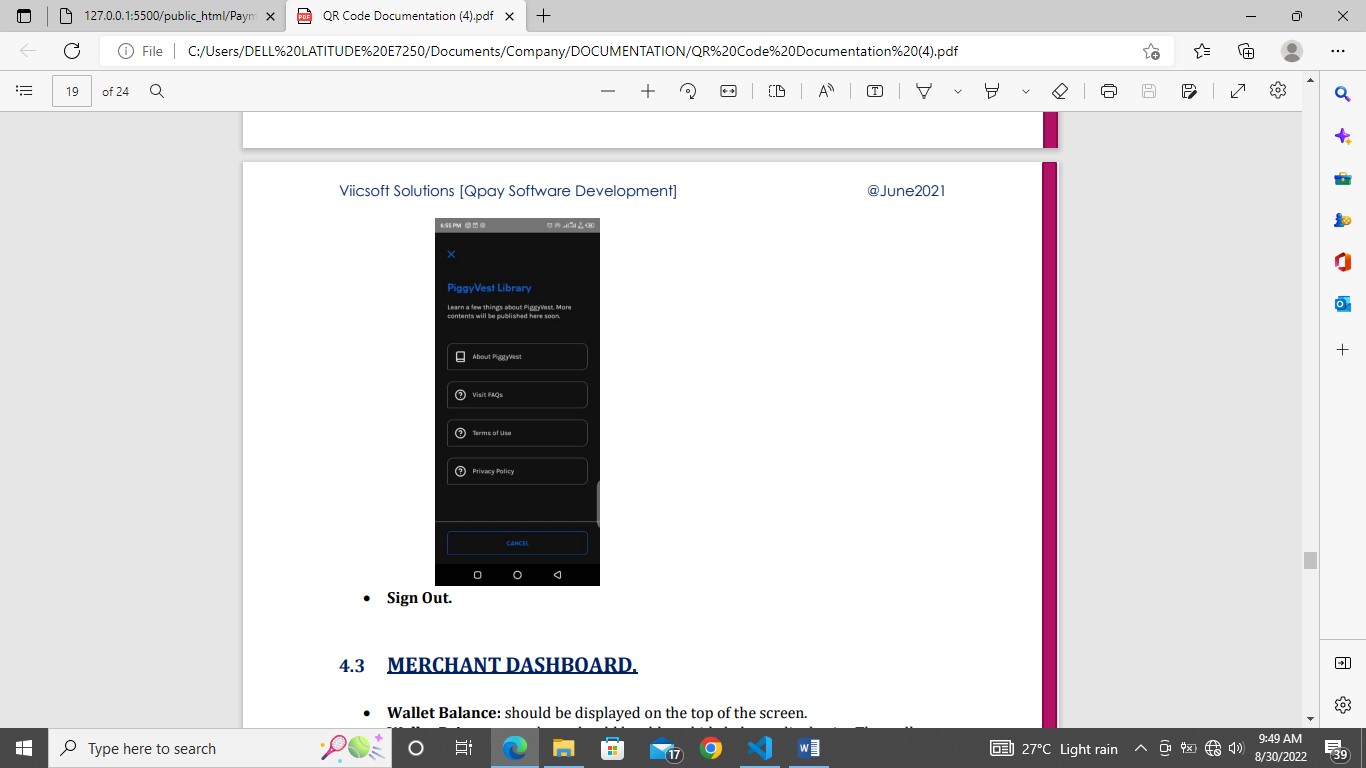 127.0.0.1:5500/public_html/Paym
QR Code Documentation (4).pdf
File
C:/Users/DELL%20LATITUDE%20E7250/Documents/Company/DOCUMENTATION/QR%20Code%20Documentation%20(4).pdf
19 of 24
Viicsoft Solutions [Qpay Software Development] @June2021
6:55 PM
PiggyVest Library
Learn a few things about PiggyVest. More
contents will be published here soon.
About PiggyVest
Visit FAQs
Terms of Use
Privacy Policy
CANCEL
• Sign Out.
4.3 MERCHANT DASHBOARD.
• Wallet Balance: should be displayed on the top of the screen.
Type here to search
17
27°C Light rain
9:49 AM
8/30/2022
39